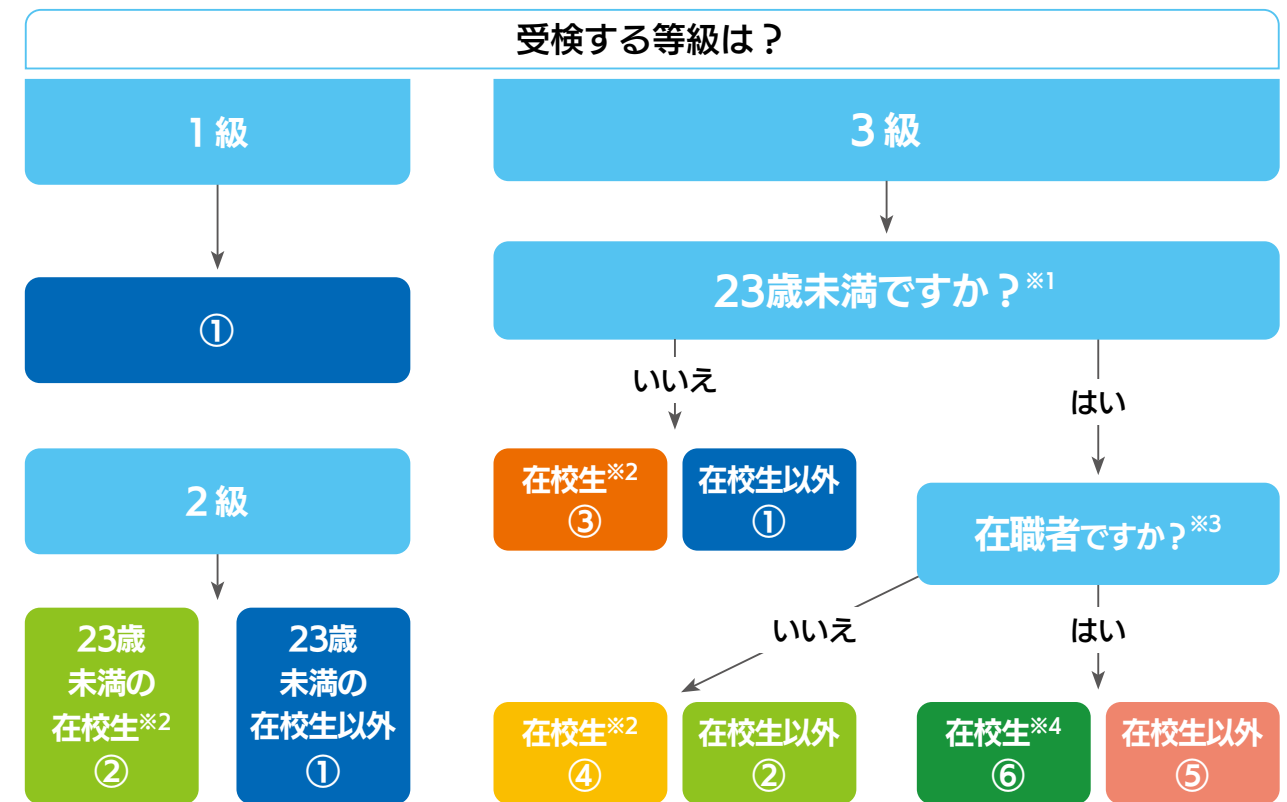 受検する等級は?
1級
①
2級
23歳
未満の
在校生※2
②
23歳
未満の
在校生以外
①
3級
23歳未満ですか?※1
いいえ
はい
在校生※2
③
在校生以外
①
在職者ですか?※3
いいえ
はい
在校生※2
④
在校生以外
②
在校生※4
⑥
在校生以外
⑤